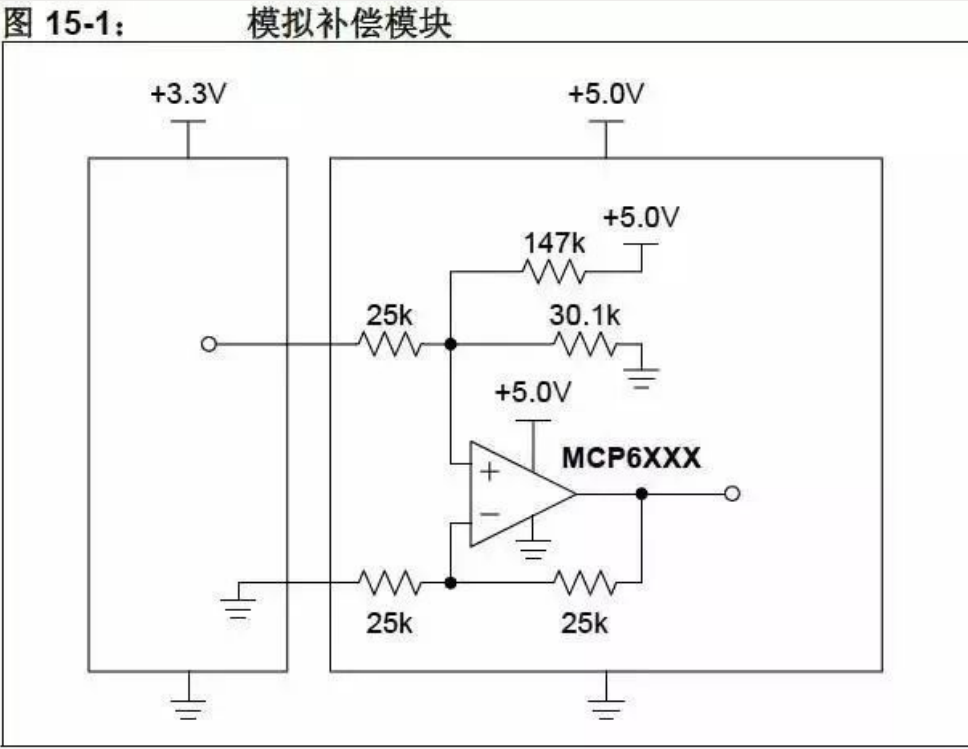 图 15-1： 模拟补偿模块
+3.3V
+5.0V
+5.0V
147k
25k
30.1k
+5.0V
MCP6XXX
+
−
25k
25k